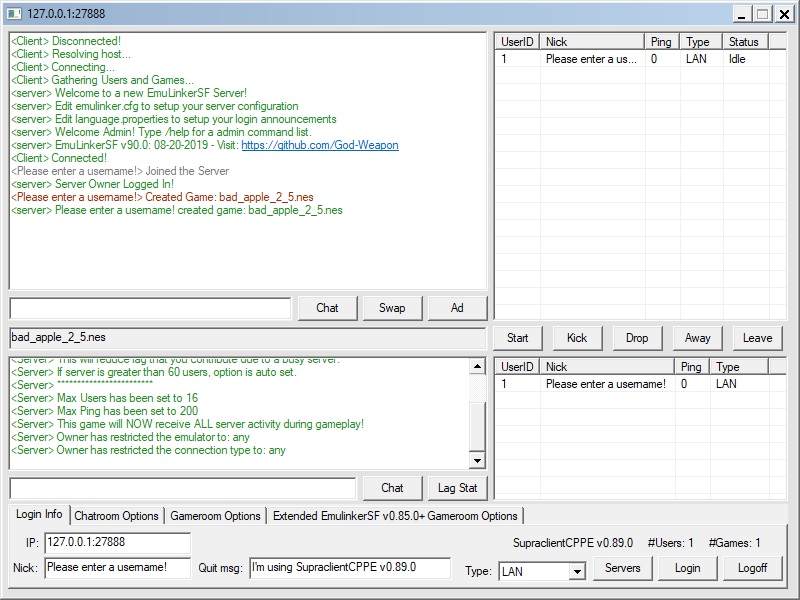 127.0.0.1:27888
<Client> Disconnected!
<Client> Resolving host...
<Client> Connecting...
<Client> Gathering Users and Games...
<server> Welcome to a new EmuLinkerSF Server!
<server> Edit emulinker.cfg to setup your server configuration
<server> Edit language.properties to setup your login announcements
<server> Welcome Admin! Type /help for a admin command list.
<server> EmuLinkerSF v90.0: 08-20-2019 - Visit: https://github.com/God-Weapon
<Client> Connected!
<Please enter a username!> Joined the Server
<server> Server Owner Logged In!
<Please enter a username!> Created Game: bad_apple_2_5.nes
<server> Please enter a username! created game: bad_apple_2_5.nes
UserID Nick Ping Type Status
1 Please enter a us... 0 LAN Idle
Chat Swap Ad
bad_apple_2_5.nes
Start Kick Drop Away Leave
<Server> This will reduce lag that you contribute due to a busy server.
<Server> If server is greater than 60 users, option is auto set.
<Server> ************************
<Server> Max Users has been set to 16
<Server> Max Ping has been set to 200
<Server> This game will NOW receive ALL server activity during gameplay!
<Server> Owner has restricted the emulator to: any
<Server> Owner has restricted the connection type to: any
UserID Nick Ping Type
1 Please enter a username! 0 LAN
Chat Lag Stat
Login Info Chatroom Options Gameroom Options Extended EmulinkerSF v0.85.0+ Gameroom Options
IP: 127.0.0.1:27888 SupraclientCPPE v0.89.0 #Users: 1 #Games: 1
Nick: Please enter a username! Quit msg: I'm using SupraclientCPPE v0.89.0 Type: LAN Servers Login Logoff